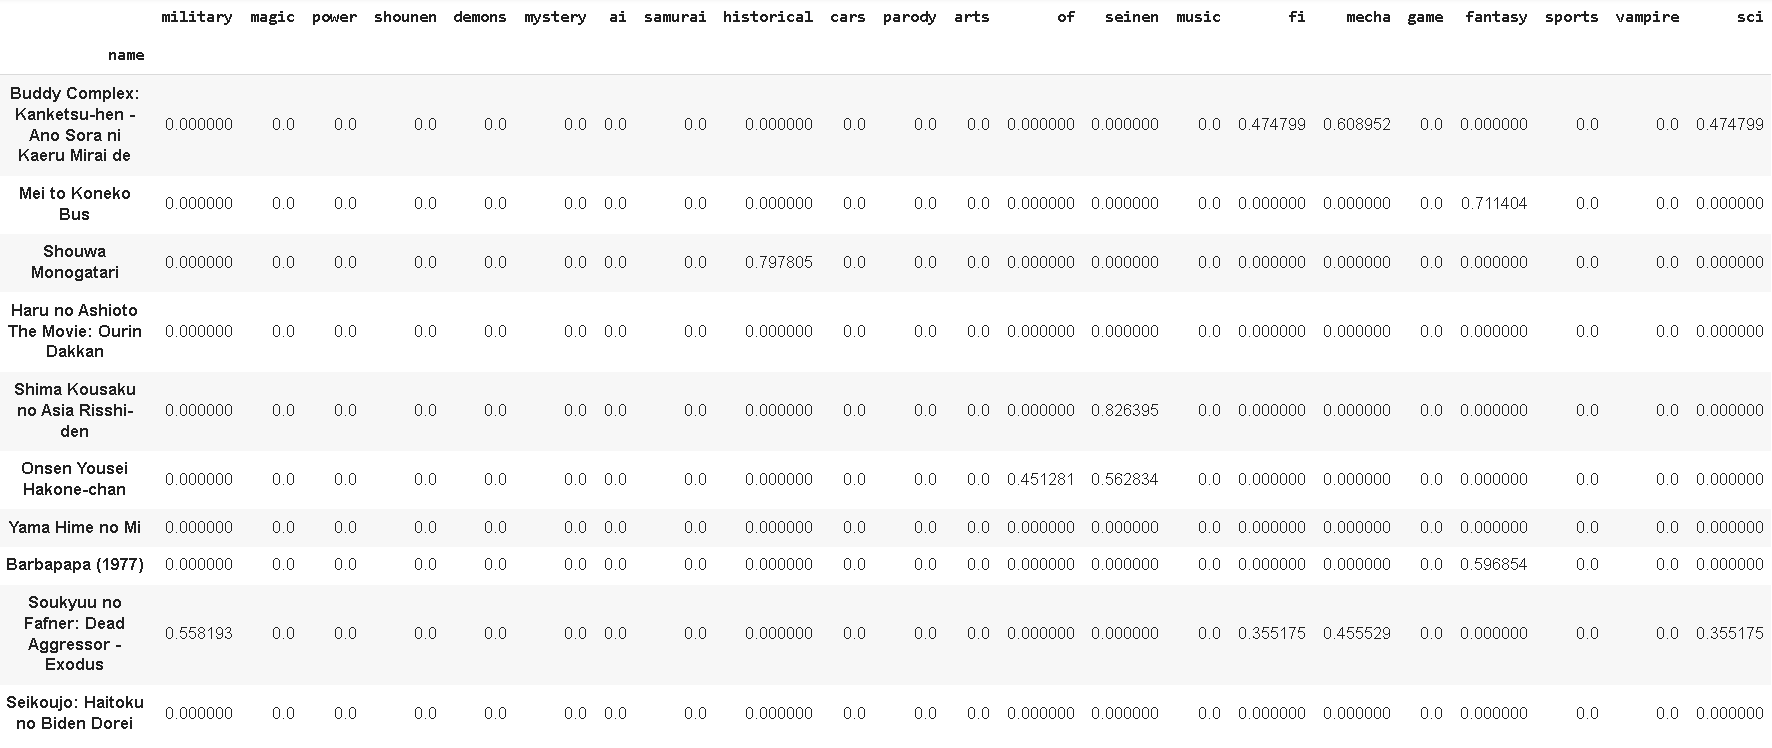 military magic power shounen demons mystery ai samurai historical cars parody arts of seinen music fi mecha game fantasy sports vampire sci
name
Buddy Complex:
Kanketsu-hen -
Ano Sora ni
Kaeru Mirai de
0.000000 0.0 0.0 0.0 0.0 0.0 0.0 0.0 0.000000 0.0 0.0 0.0 0.000000 0.000000 0.0 0.474799 0.608952 0.0 0.000000 0.0 0.0 0.474799
Mei to Koneko
Bus
0.000000 0.0 0.0 0.0 0.0 0.0 0.0 0.0 0.000000 0.0 0.0 0.0 0.000000 0.000000 0.0 0.000000 0.000000 0.0 0.711404 0.0 0.0 0.000000
Shouwa
Monogatari
0.000000 0.0 0.0 0.0 0.0 0.0 0.0 0.0 0.797805 0.0 0.0 0.0 0.000000 0.000000 0.0 0.000000 0.000000 0.0 0.000000 0.0 0.0 0.000000
Haru no Ashioto
The Movie: Ourin
Dakkan
0.000000 0.0 0.0 0.0 0.0 0.0 0.0 0.0 0.000000 0.0 0.0 0.0 0.000000 0.000000 0.0 0.000000 0.000000 0.0 0.000000 0.0 0.0 0.000000
Shima Kousaku
no Asia Risshi-
den
0.000000 0.0 0.0 0.0 0.0 0.0 0.0 0.0 0.000000 0.0 0.0 0.0 0.000000 0.826395 0.0 0.000000 0.000000 0.0 0.000000 0.0 0.0 0.000000
Onsen Yousei
Hakone-chan
0.000000 0.0 0.0 0.0 0.0 0.0 0.0 0.0 0.000000 0.0 0.0 0.0 0.451281 0.562834 0.0 0.000000 0.000000 0.0 0.000000 0.0 0.0 0.000000
Yama Hime no Mi 0.000000 0.0 0.0 0.0 0.0 0.0 0.0 0.0 0.000000 0.0 0.0 0.0 0.000000 0.000000 0.0 0.000000 0.000000 0.0 0.000000 0.0 0.0 0.000000
Barbapapa (1977) 0.000000 0.0 0.0 0.0 0.0 0.0 0.0 0.0 0.000000 0.0 0.0 0.0 0.000000 0.000000 0.0 0.000000 0.000000 0.0 0.596854 0.0 0.0 0.000000
Soukyuu no
Fafner: Dead
Aggressor -
Exodus
0.558193 0.0 0.0 0.0 0.0 0.0 0.0 0.0 0.000000 0.0 0.0 0.0 0.000000 0.000000 0.0 0.355175 0.455529 0.0 0.000000 0.0 0.0 0.355175
Seikoujo: Haitoku
no Biden Dorei
0.000000 0.0 0.0 0.0 0.0 0.0 0.0 0.0 0.000000 0.0 0.0 0.0 0.000000 0.000000 0.0 0.000000 0.000000 0.0 0.000000 0.0 0.0 0.000000